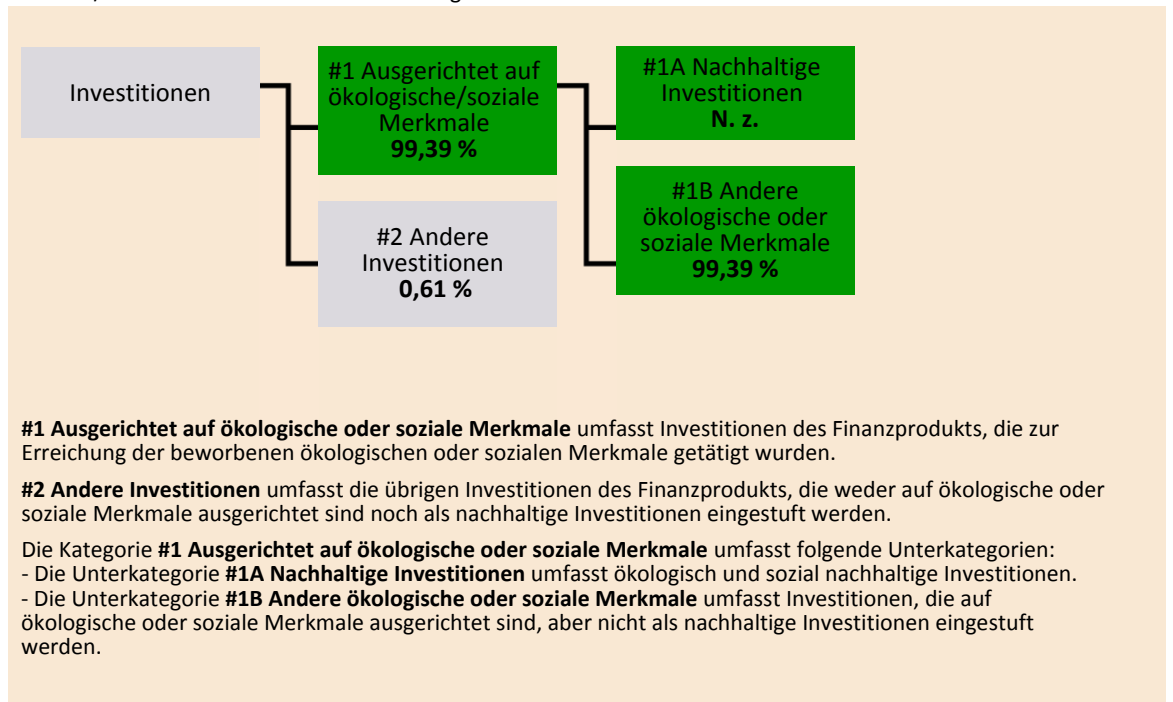 Investitionen
#1 Ausgerichtet auf
ökologische/soziale
Merkmale
99,39 %
#2 Andere
Investitionen
0,61 %
#1A Nachhaltige
Investitionen
N. z.
#1B Andere
ökologische oder
soziale Merkmale
99,39 %
#1 Ausgerichtet auf ökologische oder soziale Merkmale umfasst Investitionen des Finanzprodukts, die zur
Erreichung der beworbenen ökologischen oder sozialen Merkmale getätigt wurden.
#2 Andere Investitionen umfasst die übrigen Investitionen des Finanzprodukts, die weder auf ökologische oder
soziale Merkmale ausgerichtet sind noch als nachhaltige Investitionen eingestuft werden.
Die Kategorie #1 Ausgerichtet auf ökologische oder soziale Merkmale umfasst folgende Unterkategorien:
- Die Unterkategorie #1A Nachhaltige Investitionen umfasst ökologisch und sozial nachhaltige Investitionen.
- Die Unterkategorie #1B Andere ökologische oder soziale Merkmale umfasst Investitionen, die auf
ökologische oder soziale Merkmale ausgerichtet sind, aber nicht als nachhaltige Investitionen eingestuft
werden.